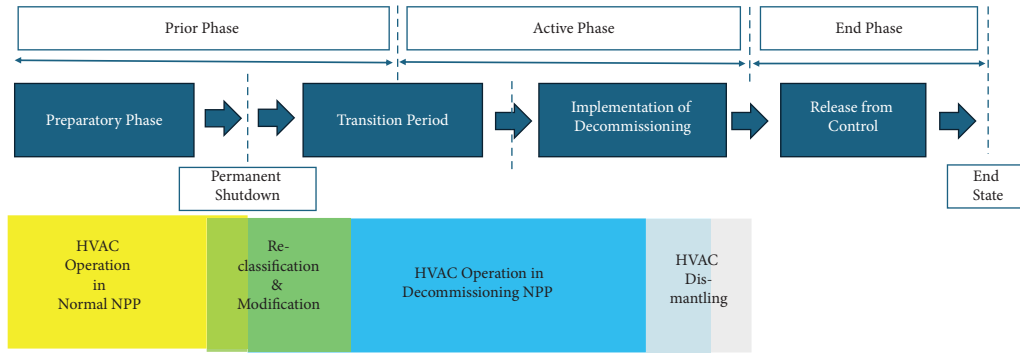 Prior Phase
Active Phase
End Phase
Preparatory Phase
Transition Period
Implementation of
Decommissioning
Release from
Control
Permanent
Shutdown
End
State
HVAC
Operation
in
Normal NPP
Re-
classification
&
Modification
HVAC Operation in
Decommissioning NPP
HVAC
Dis-
mantling